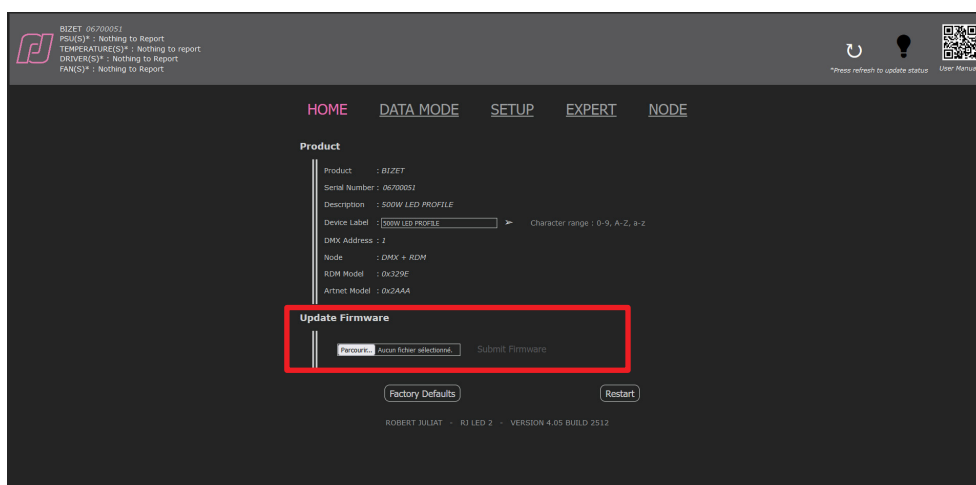 BIZET 06700051
PSU(S)* : Nothing to Report
TEMPERATURE(S)* : Nothing to report
DRIVER(S)* : Nothing to Report
FAN(S)* : Nothing to Report
*Press refresh to update status
User Manua
HOME DATA MODE SETUP EXPERT NODE
Product
Product : BIZET
Serial Number : 06700051
Description : 500W LED PROFILE
Device Label : 500W LED PROFILE ➢ Character range : 0-9, A-Z, a-z
DMX Address : 1
Node : DMX + RDM
RDM Model : 0x329E
Artnet Model : 0x2AAA
Update Firmware
Parcourir... Aucun fichier sélectionné. Submit Firmware
Factory Defaults Restart
ROBERT JULIAT - RJ LED 2 - VERSION 4.05 BUILD 2512